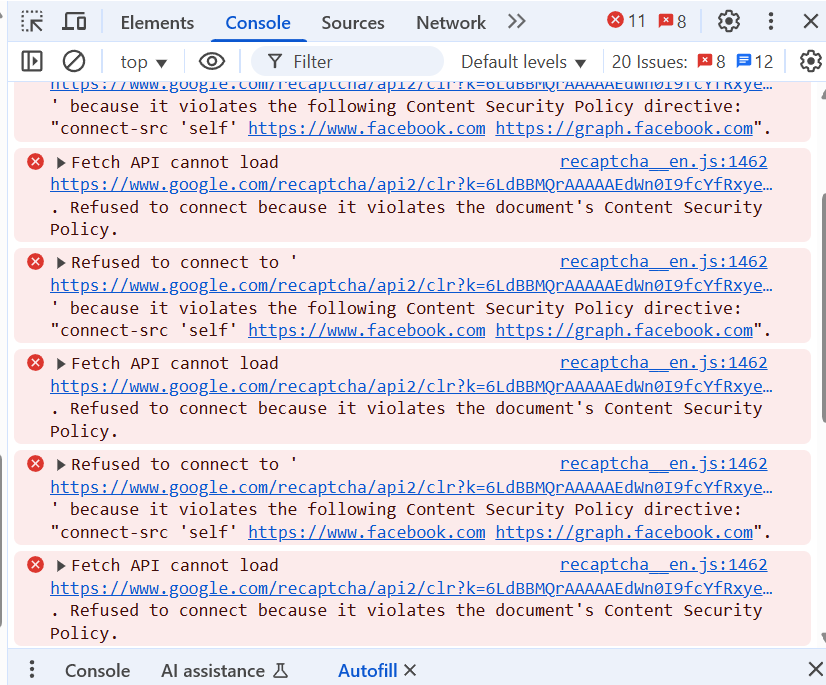 Elements Console Sources Network 11 8
top Filter Default levels 20 Issues: 8 12
https://www.google.com/recaptcha/api2/clr?k=6LdBBMQrAAAAAEdWn0I9fcYfRxye…
' because it violates the following Content Security Policy directive:
"connect-src 'self' https://www.facebook.com https://graph.facebook.com".
Fetch API cannot load recaptcha__en.js:1462
https://www.google.com/recaptcha/api2/clr?k=6LdBBMQrAAAAAEdWn0I9fcYfRxye…
. Refused to connect because it violates the document's Content Security
Policy.
Refused to connect to ' recaptcha__en.js:1462
https://www.google.com/recaptcha/api2/clr?k=6LdBBMQrAAAAAEdWn0I9fcYfRxye…
' because it violates the following Content Security Policy directive:
"connect-src 'self' https://www.facebook.com https://graph.facebook.com".
Fetch API cannot load recaptcha__en.js:1462
https://www.google.com/recaptcha/api2/clr?k=6LdBBMQrAAAAAEdWn0I9fcYfRxye…
. Refused to connect because it violates the document's Content Security
Policy.
Refused to connect to ' recaptcha__en.js:1462
https://www.google.com/recaptcha/api2/clr?k=6LdBBMQrAAAAAEdWn0I9fcYfRxye…
' because it violates the following Content Security Policy directive:
"connect-src 'self' https://www.facebook.com https://graph.facebook.com".
Fetch API cannot load recaptcha__en.js:1462
https://www.google.com/recaptcha/api2/clr?k=6LdBBMQrAAAAAEdWn0I9fcYfRxye…
. Refused to connect because it violates the document's Content Security
Policy.
Console AI assistance Autofill